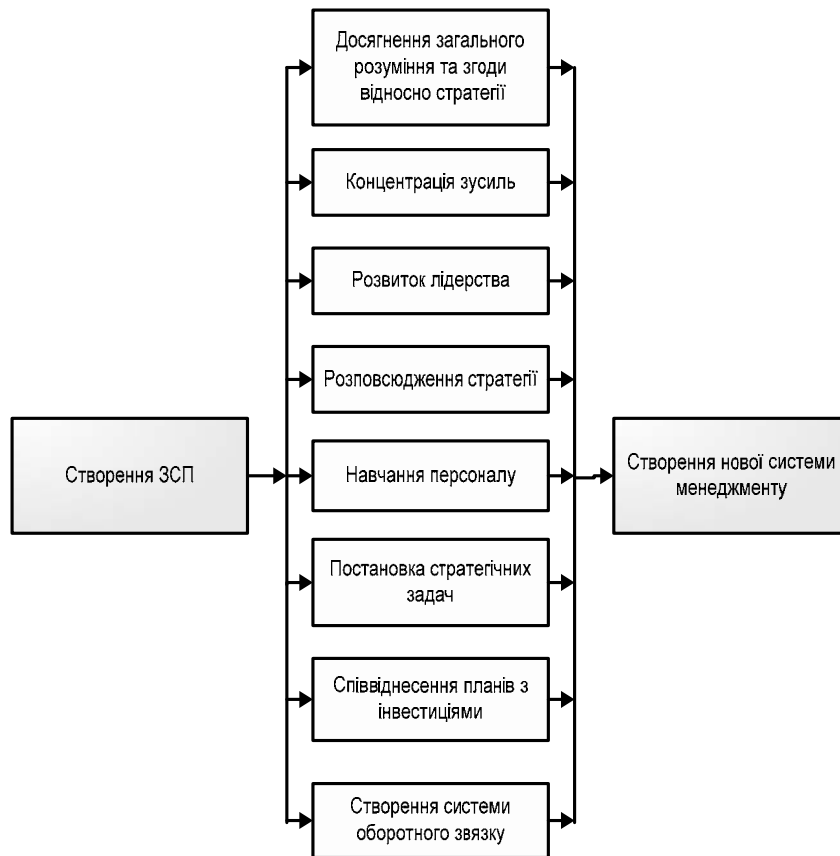 Досягнення загального
розуміння та згоди
відносно стратегії
Концентрація зусиль
Розвиток лідерства
Розповсюдження стратегії
Створення ЗСП
Навчання персоналу
Створення нової системи
менеджменту
Постановка стратегічних
задач
Співвіднесення планів з
інвестиціями
Створення системи
оборотного звязку